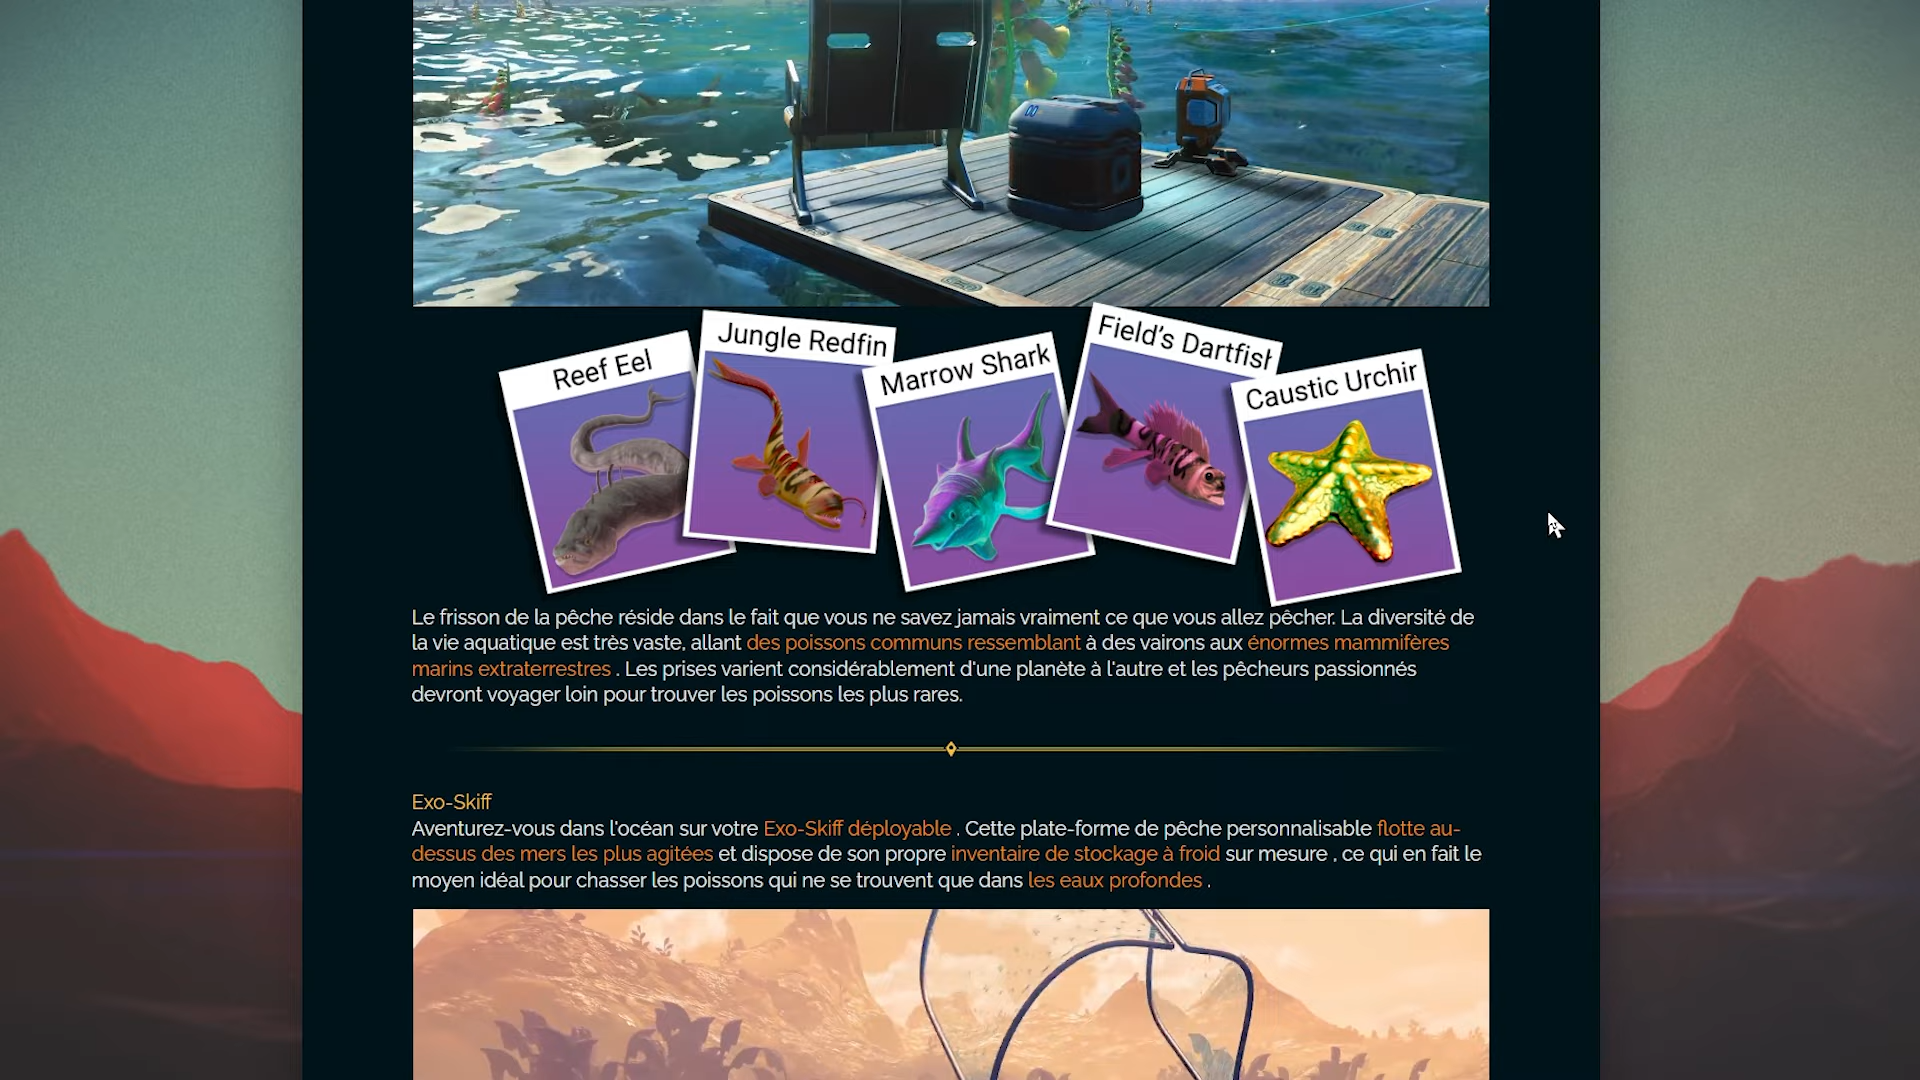 Reef Eel
Jungle Redfin
Marrow Shark
Field's Dartfish
Caustic Urchir
Le frisson de la pêche réside dans le fait que vous ne savez jamais vraiment ce que vous allez pêcher. La diversité de
la vie aquatique est très vaste, allant des poissons communs ressemblant à des vairons aux énormes mammifères
marins extraterrestres . Les prises varient considérablement d'une planète à l'autre et les pêcheurs passionnés
devront voyager loin pour trouver les poissons les plus rares.
Exo-Skiff
Aventurez-vous dans l'océan sur votre Exo-Skiff déployable . Cette plate-forme de pêche personnalisable flotte au-
dessus des mers les plus agitées et dispose de son propre inventaire de stockage à froid sur mesure , ce qui en fait le
moyen idéal pour chasser les poissons qui ne se trouvent que dans les eaux profondes .